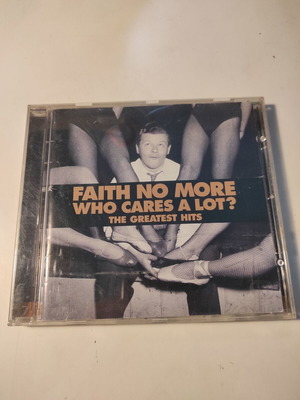 FAITH NO MORE
WHO CARES A LOT?
THE GREATEST HITS